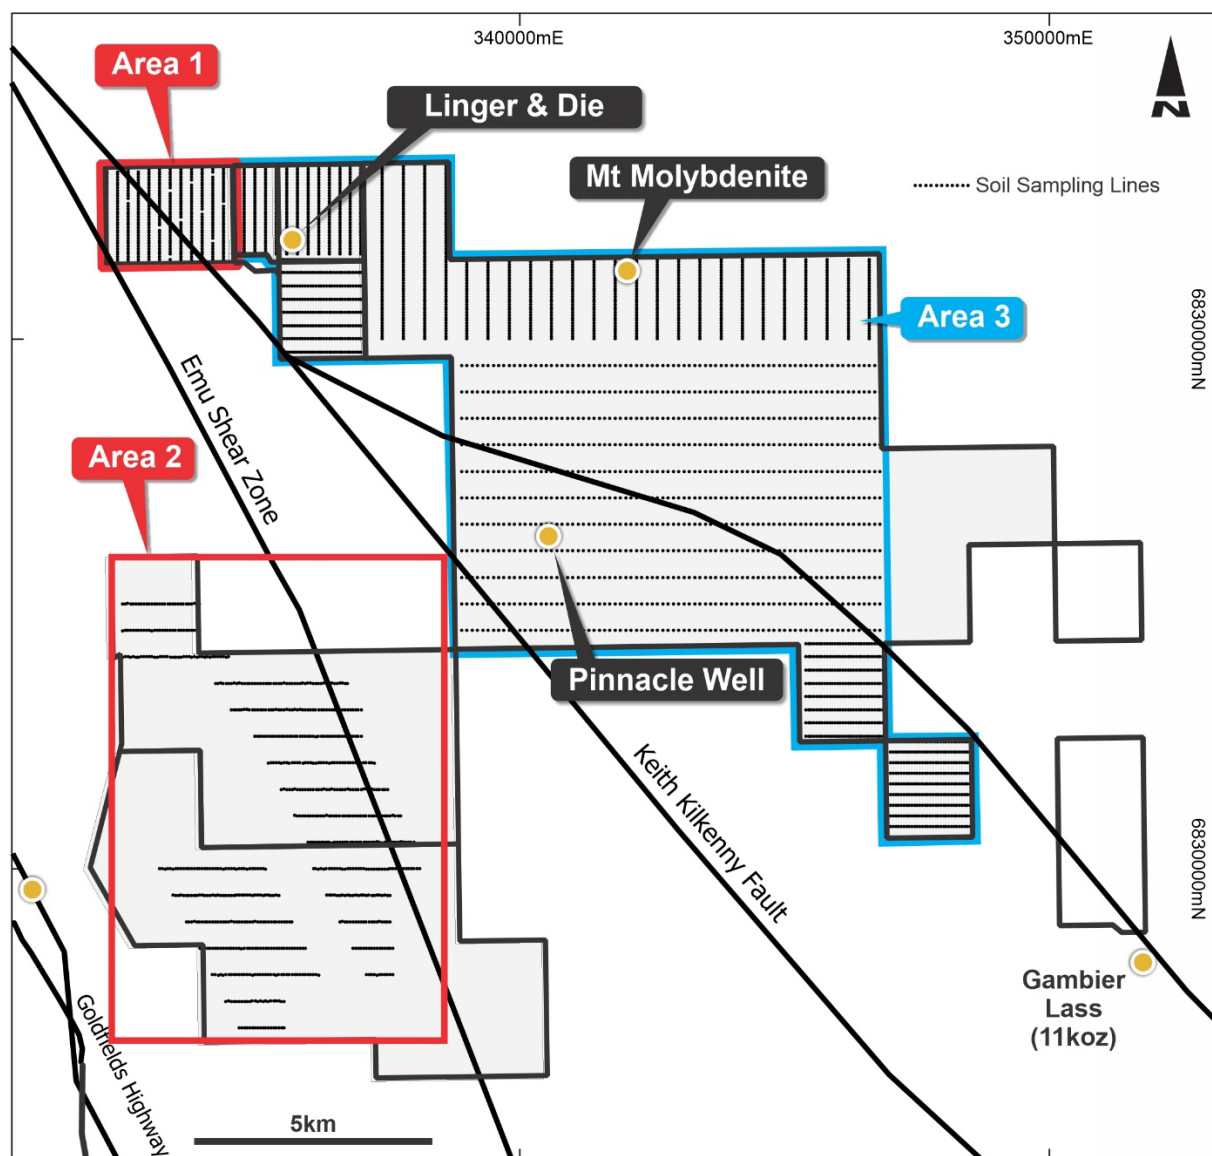 340000mE
350000mE
Area 1
Linger & Die
N
Mt Molybdenite
Soil Sampling Lines
Area 3
6830000mN
Emu Shear Zone
Area 2
Pinnacle Well
Keith Kilkenny Fault
6830000mN
Gambier
Lass
(11koz)
Goldfields Highway
5km